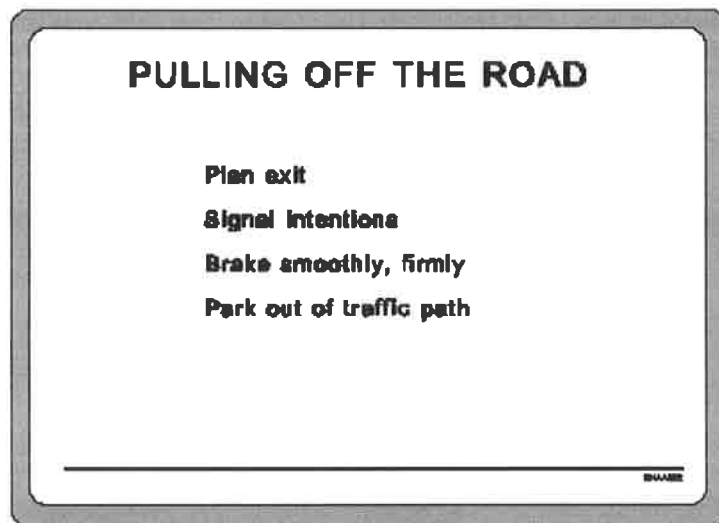 PULLING OFF THE ROAD
Plan exit
Signal intentions
Brake smoothly, firmly
Park out of traffic path